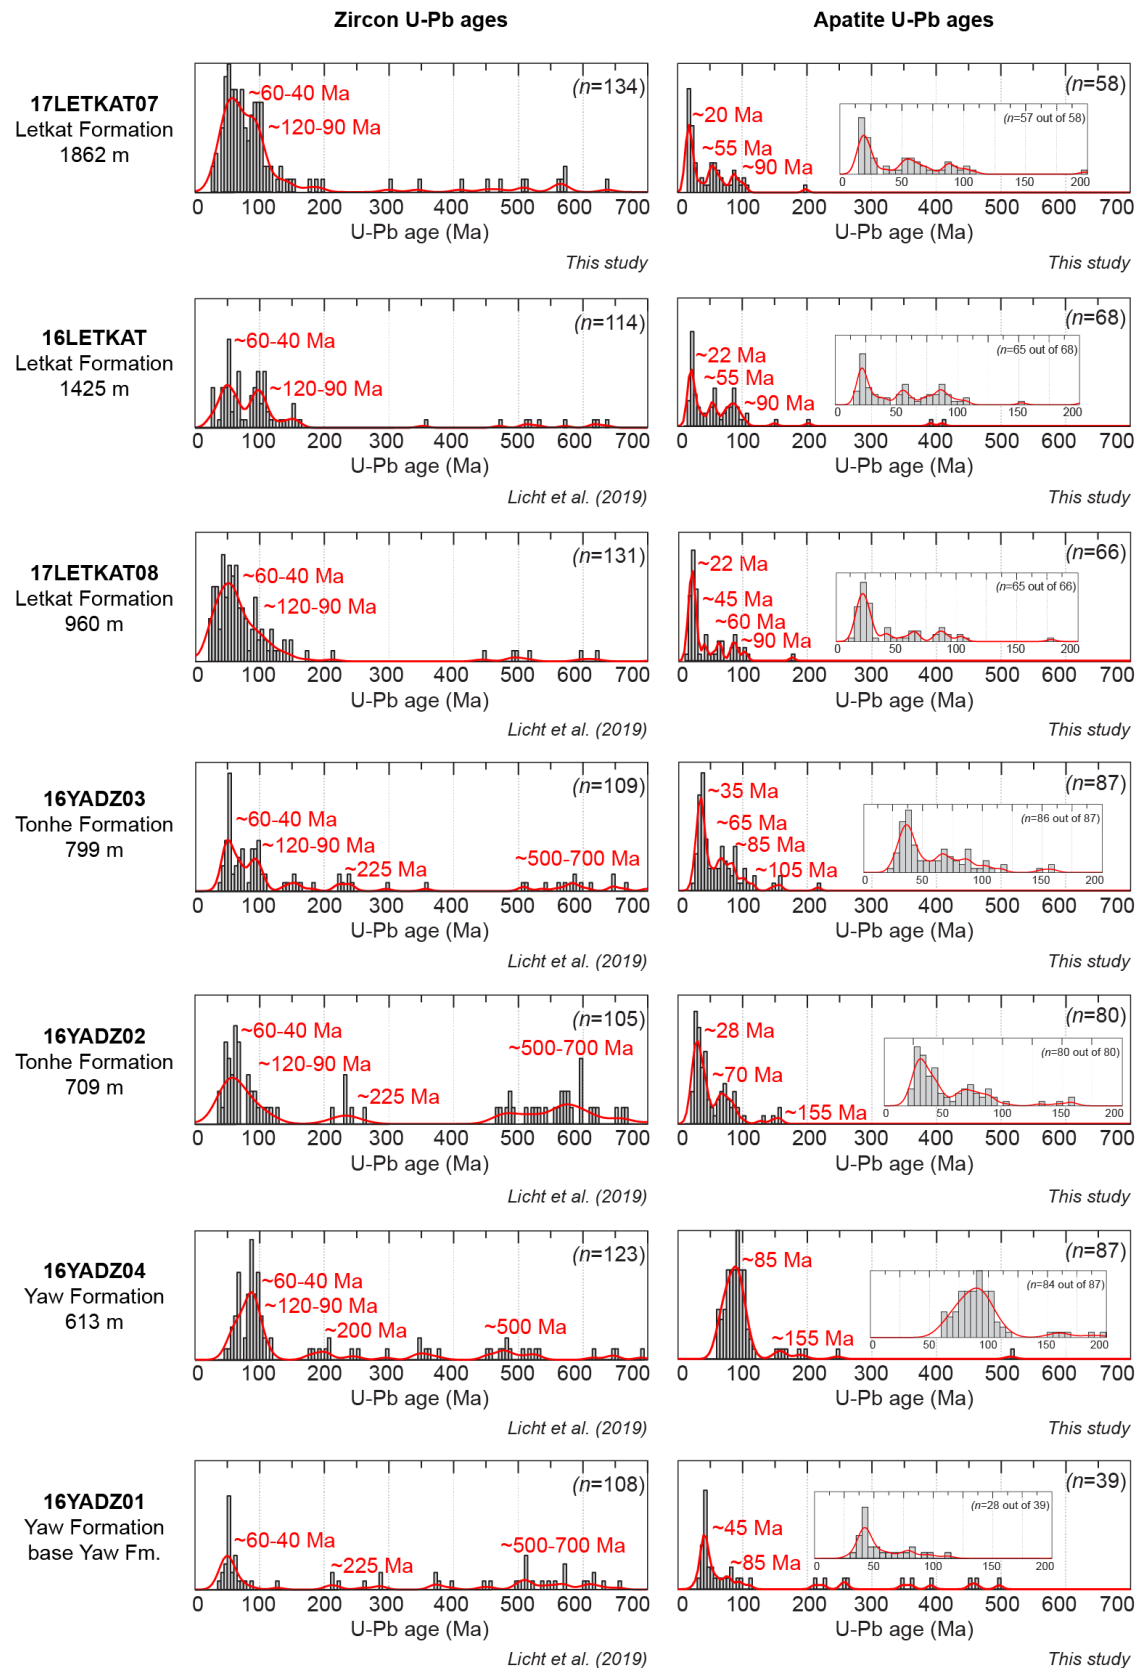 Zircon U-Pb ages
Apatite U-Pb ages
17LETKAT07
Letkat Formation
1862 m
(n=134)
~60-40 Ma
~120-90 Ma
0 100 200 300 400 500 600 700
U-Pb age (Ma)
This study
(n=58)
~20 Ma
~55 Ma
~90 Ma
(n=57 out of 58)
0 50 100 150 200
0 100 200 300 400 500 600 700
U-Pb age (Ma)
This study
16LETKAT
Letkat Formation
1425 m
(n=114)
~60-40 Ma
~120-90 Ma
0 100 200 300 400 500 600 700
U-Pb age (Ma)
Licht et al. (2019)
(n=68)
~22 Ma
~55 Ma
~90 Ma
(n=65 out of 68)
0 50 100 150 200
0 100 200 300 400 500 600 700
U-Pb age (Ma)
This study
17LETKAT08
Letkat Formation
960 m
(n=131)
~60-40 Ma
~120-90 Ma
0 100 200 300 400 500 600 700
U-Pb age (Ma)
Licht et al. (2019)
(n=66)
~22 Ma
~45 Ma
~60 Ma
~90 Ma
(n=65 out of 66)
0 50 100 150 200
0 100 200 300 400 500 600 700
U-Pb age (Ma)
This study
16YADZ03
Tonhe Formation
799 m
(n=109)
~60-40 Ma
~120-90 Ma
~225 Ma
~500-700 Ma
0 100 200 300 400 500 600 700
U-Pb age (Ma)
Licht et al. (2019)
(n=87)
~35 Ma
~65 Ma
~85 Ma
~105 Ma
(n=86 out of 87)
0 50 100 150 200
0 100 200 300 400 500 600 700
U-Pb age (Ma)
This study
16YADZ02
Tonhe Formation
709 m
(n=105)
~60-40 Ma
~120-90 Ma
~225 Ma
~500-700 Ma
0 100 200 300 400 500 600 700
U-Pb age (Ma)
Licht et al. (2019)
(n=80)
~28 Ma
~70 Ma
~155 Ma
(n=80 out of 80)
0 50 100 150 200
0 100 200 300 400 500 600 700
U-Pb age (Ma)
This study
16YADZ04
Yaw Formation
613 m
(n=123)
~60-40 Ma
~120-90 Ma
~200 Ma
~500 Ma
0 100 200 300 400 500 600 700
U-Pb age (Ma)
Licht et al. (2019)
(n=87)
~85 Ma
~155 Ma
(n=84 out of 87)
0 50 100 150 200
0 100 200 300 400 500 600 700
U-Pb age (Ma)
This study
16YADZ01
Yaw Formation
base Yaw Fm.
(n=108)
~60-40 Ma
~225 Ma
~500-700 Ma
0 100 200 300 400 500 600 700
U-Pb age (Ma)
Licht et al. (2019)
(n=39)
~45 Ma
~85 Ma
(n=28 out of 39)
0 50 100 150 200
0 100 200 300 400 500 600 700
U-Pb age (Ma)
This study